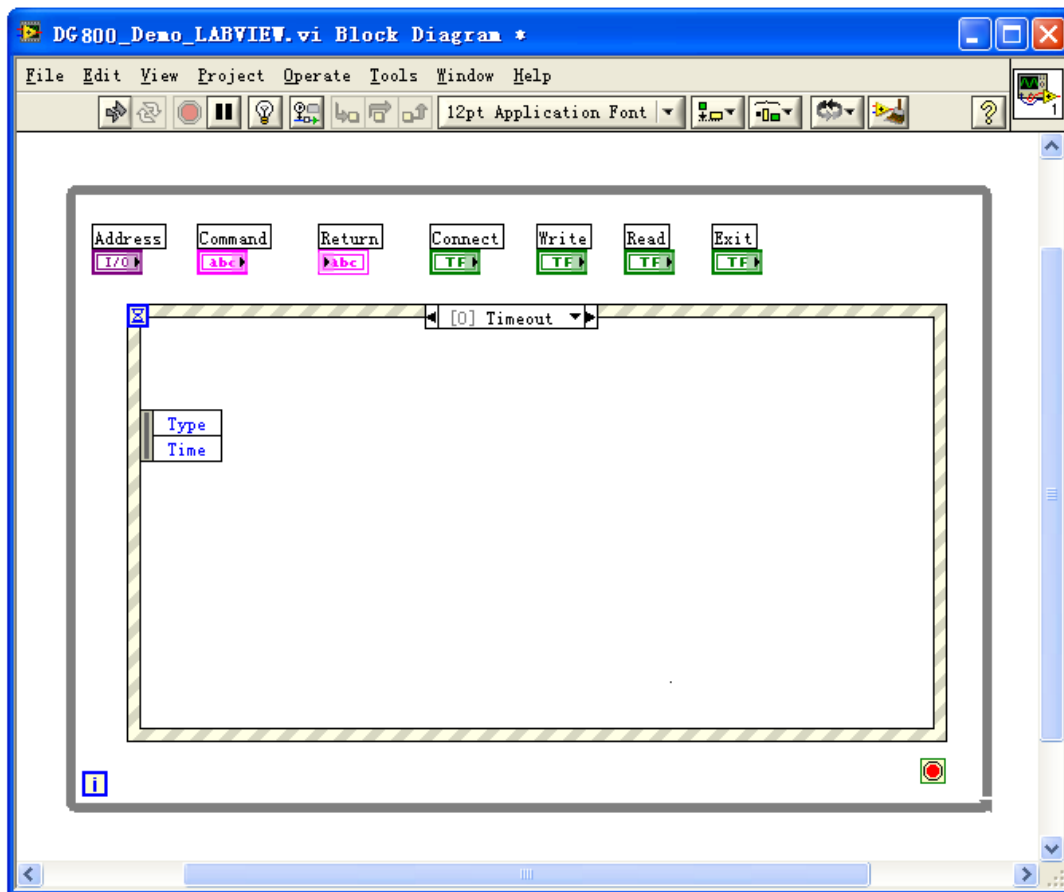 DG800_Demo_LABVIEW.vi Block Diagram *
File Edit View Project Operate Tools Window Help
12pt Application Font
?
1
Address Command Return Connect Write Read Exit
I/O abc abc TF TF TF TF
[0] Timeout
Type
Time
i